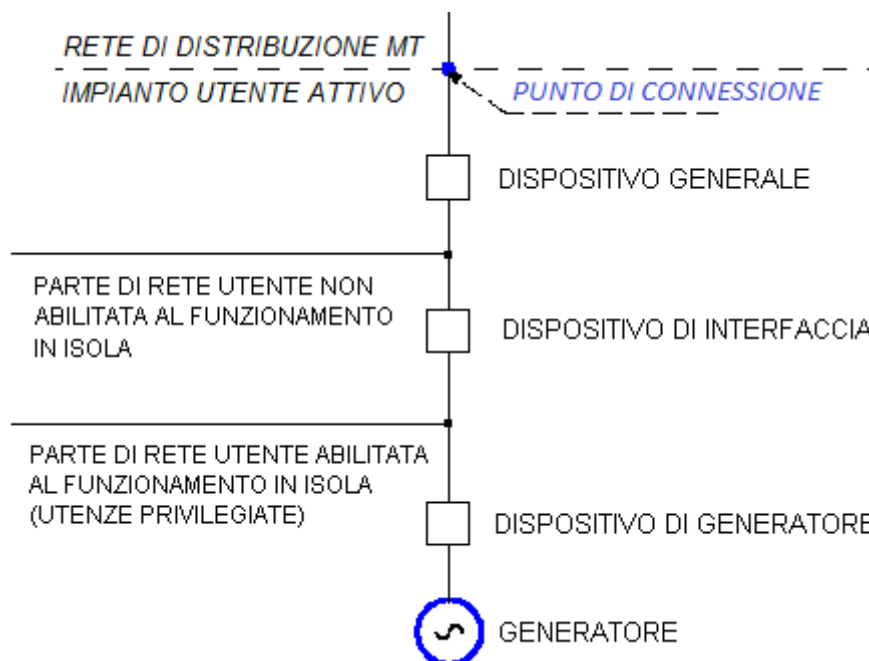 RETE DI DISTRIBUZIONE MT
IMPIANTO UTENTE ATTIVO
PUNTO DI CONNESSIONE
DISPOSITIVO GENERALE
PARTE DI RETE UTENTE NON
ABILITATA AL FUNZIONAMENTO
IN ISOLA
DISPOSITIVO DI INTERFACCIA
PARTE DI RETE UTENTE ABILITATA
AL FUNZIONAMENTO IN ISOLA
(UTENZE PRIVILEGIATE)
DISPOSITIVO DI GENERATORE
GENERATORE